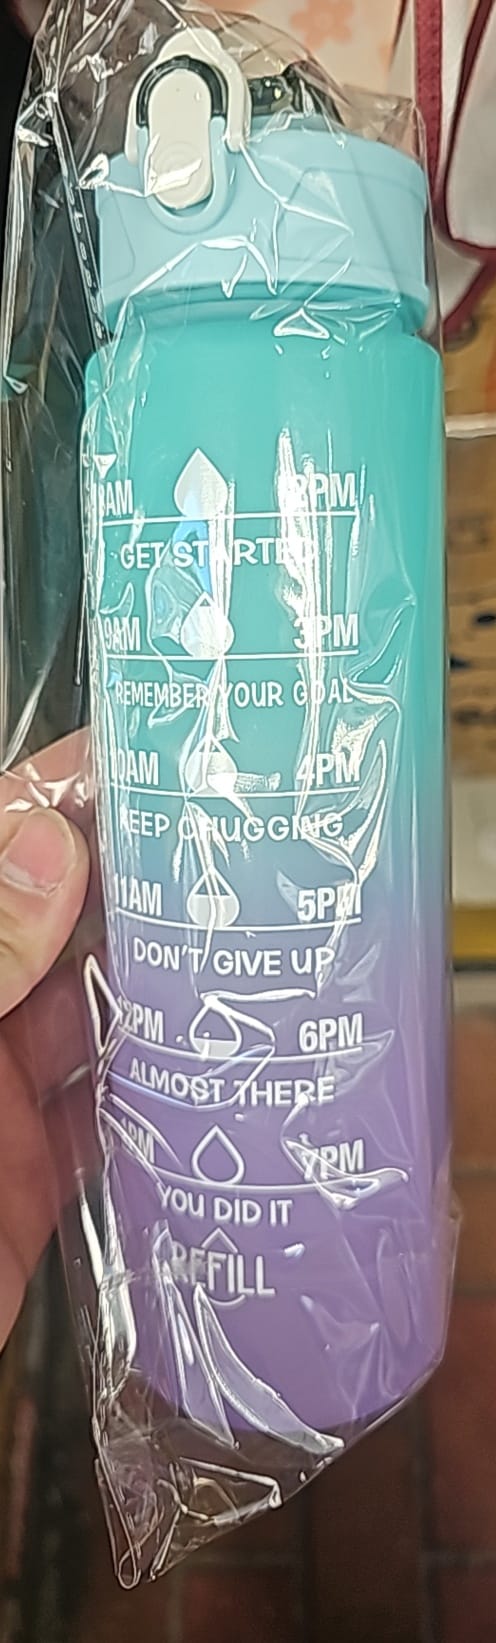 8AM 2PM
GET STARTED
9AM 3PM
REMEMBER YOUR GOAL
10AM 4PM
KEEP CHUGGING
11AM 5PM
DON'T GIVE UP
12PM 6PM
ALMOST THERE
1PM 7PM
YOU DID IT
REFILL